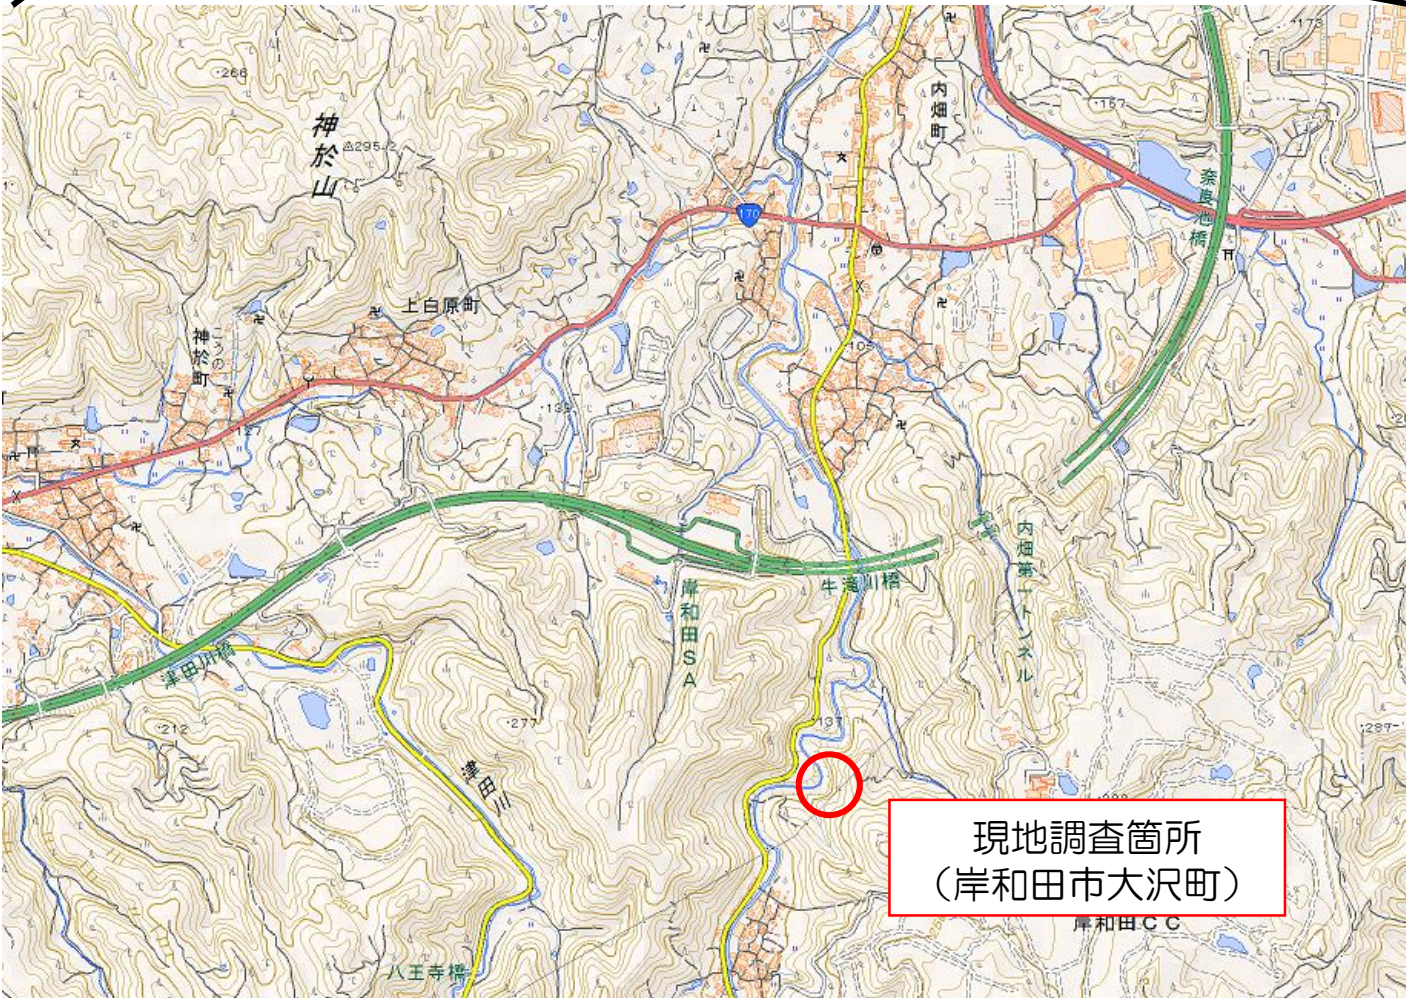 ・173
・266
内畑町
・167
神於山
295.2
奈良池橋
170
上白原町
神於町
こうの
105
・139
127
内畑第一トンネル
牛滝川橋
岸和田SA
津田川橋
・137
・277
・212
・287
津田川
現地調査箇所
(岸和田市大沢町)
岸和田CC
八王寺橋